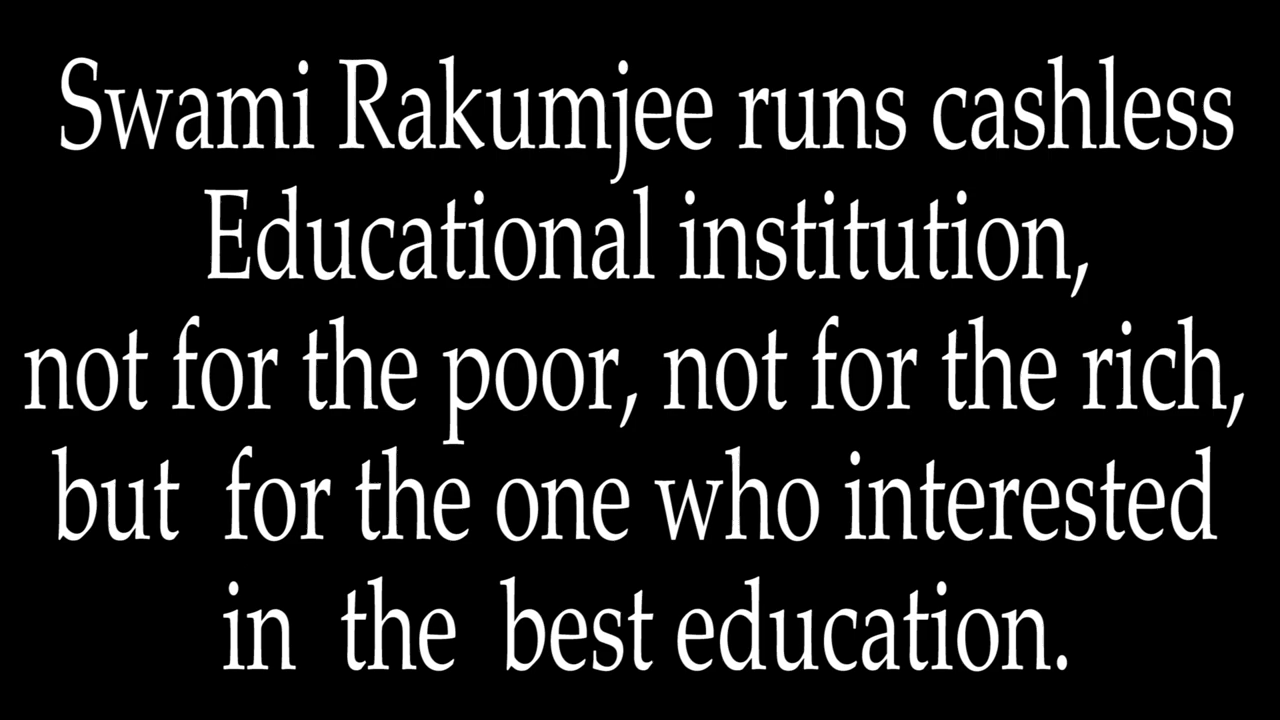 Swami Rakumjee runs cashless
Educational institution,
not for the poor, not for the rich,
but for the one who interested
in the best education.